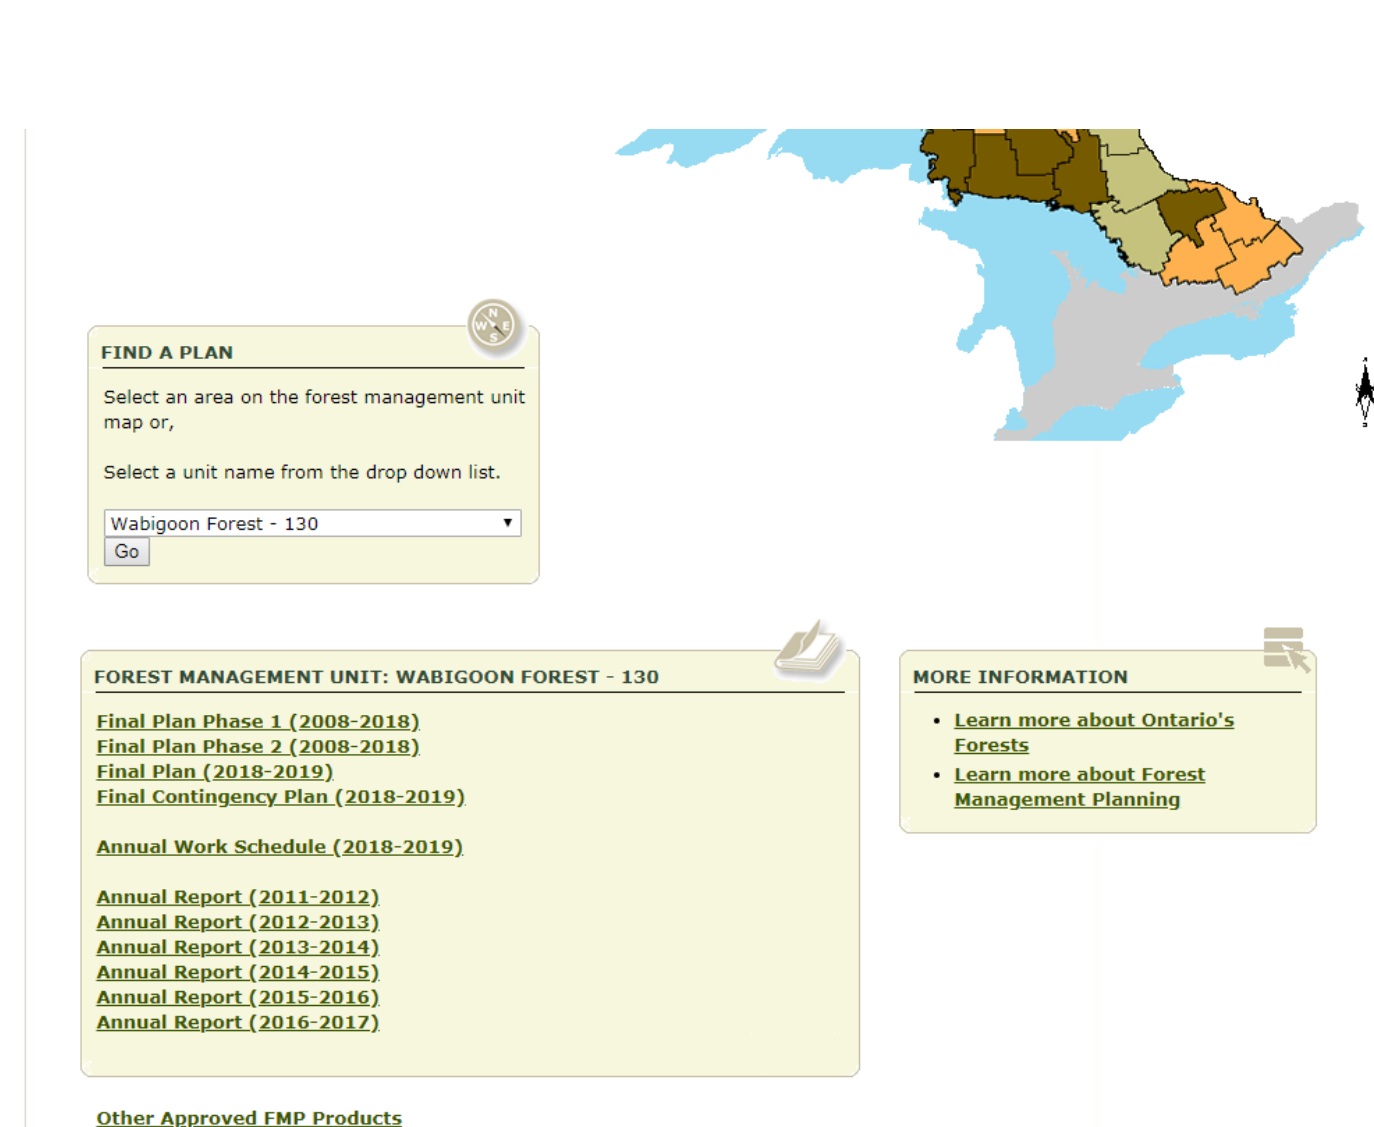 N
W E
S
FIND A PLAN
Select an area on the forest management unit
map or,
Select a unit name from the drop down list.
Wabigoon Forest - 130
Go
FOREST MANAGEMENT UNIT: WABIGOON FOREST - 130
Final Plan Phase 1 (2008-2018)
Final Plan Phase 2 (2008-2018)
Final Plan (2018-2019)
Final Contingency Plan (2018-2019)
Annual Work Schedule (2018-2019)
Annual Report (2011-2012)
Annual Report (2012-2013)
Annual Report (2013-2014)
Annual Report (2014-2015)
Annual Report (2015-2016)
Annual Report (2016-2017)
Other Approved FMP Products
MORE INFORMATION
• Learn more about Ontario's
Forests
• Learn more about Forest
Management Planning